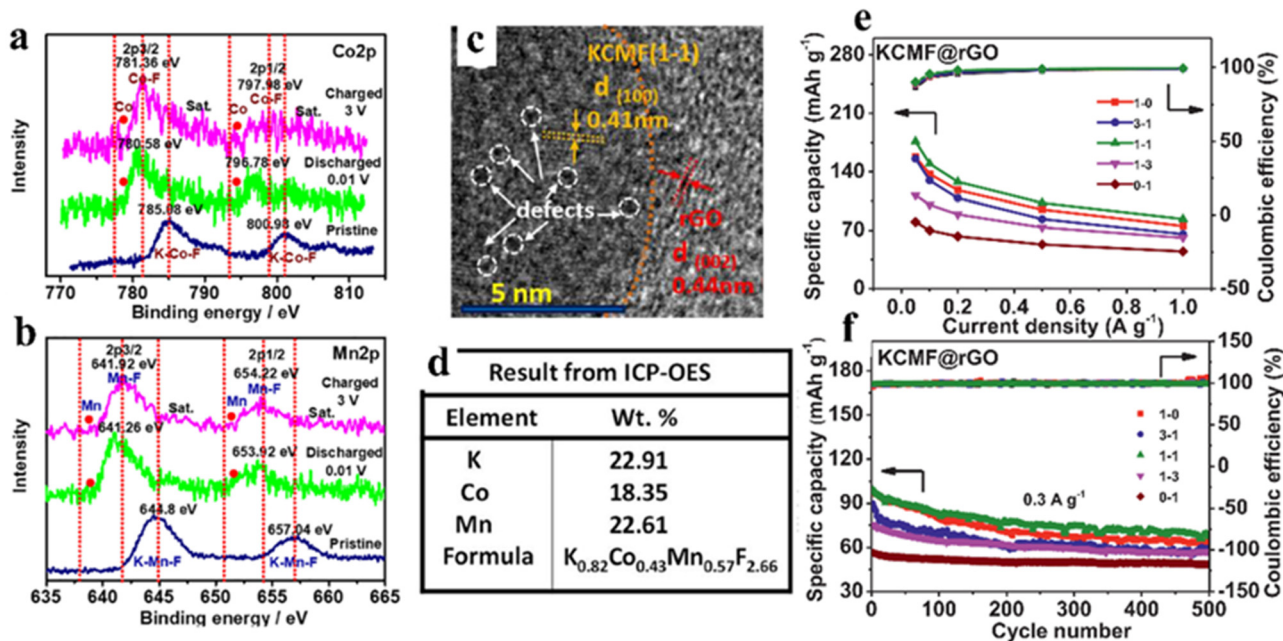 a
Co2p
2p3/2
781.36 eV
Co-F
2p1/2
797.98 eV
Co-F
Co
Sat.
Co
Sat.
Charged
3 V
780.58 eV
796.78 eV
Discharged
0.01 V
785.08 eV
800.98 eV
Pristine
K-Co-F
K-Co-F
Intensity
770 780 790 800 810
Binding energy / eV
b
Mn2p
2p3/2
641.92 eV
Mn-F
2p1/2
654.22 eV
Mn-F
Mn
Sat.
Mn
Sat.
Charged
3 V
641.26 eV
653.92 eV
Discharged
0.01 V
644.8 eV
657.04 eV
Pristine
K-Mn-F
K-Mn-F
Intensity
635 640 645 650 655 660 665
Binding energy / eV
c
KCMF(1-1)
d (100)
0.41nm
defects
rGO
d (002)
0.44nm
5 nm
d
Result from ICP-OES
Element Wt. %
K 22.91
Co 18.35
Mn 22.61
Formula K0.82Co0.43Mn0.57F2.66
e
KCMF@rGO
Specific capacity (mAh g-1)
280
210
140
70
0
1-0
3-1
1-1
1-3
0-1
100
50
0
-50
Coulombic efficiency (%)
0.0 0.2 0.4 0.6 0.8 1.0
Current density (A g-1)
f
KCMF@rGO
Specific capacity (mAh g-1)
180
150
120
90
60
30
1-0
3-1
1-1
1-3
0-1
0.3 A g-1
150
100
50
0
-50
-100
-150
Coulombic efficiency (%)
0 100 200 300 400 500
Cycle number